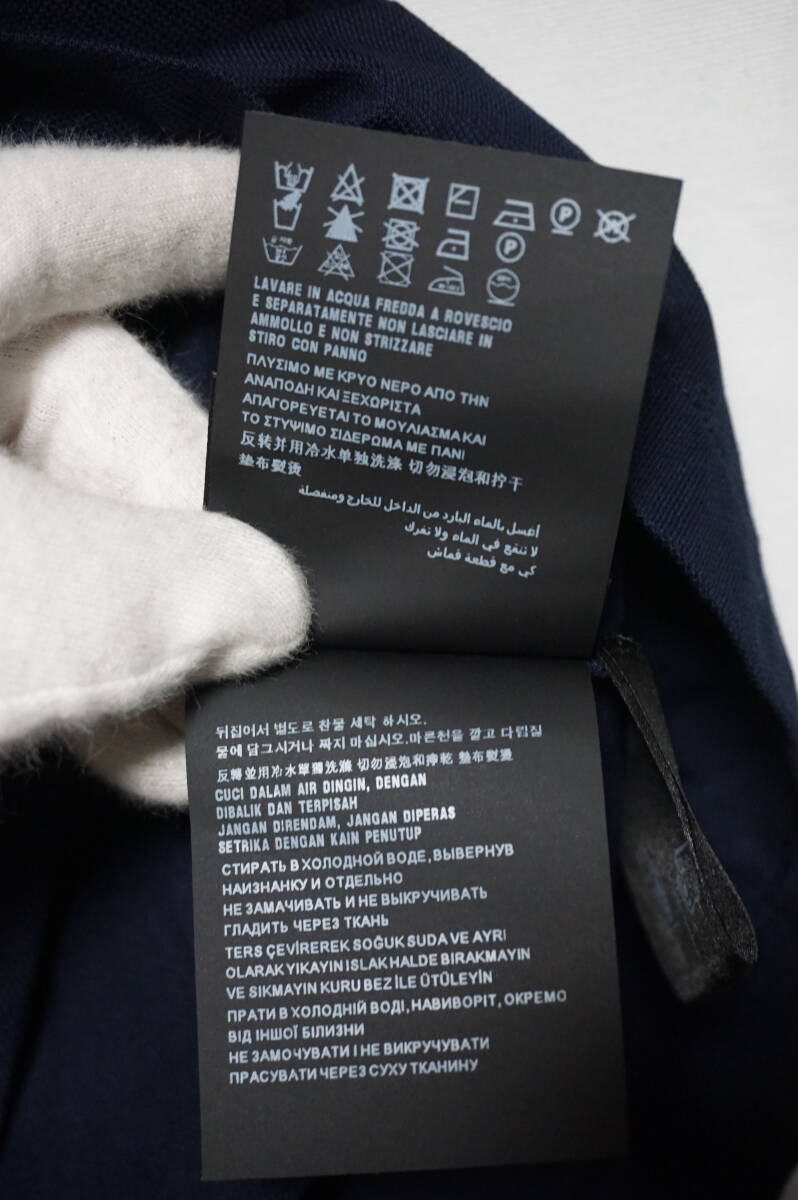 P
P
LAVARE IN ACQUA FREDDA A ROVESCIO
E SEPARATAMENTE NON LASCIARE IN
AMMOLLO E NON STRIZZARE
STIRO CON PANNO
ΠΛΥΣΙΜΟ ΜΕ ΚΡΥΟ ΝΕΡΟ ΑΠΟ ΤΗΝ
ΑΝΑΠΟΔΗ ΚΑΙ ΞΕΧΩΡΙΣΤΑ
ΑΠΑΓΟΡΕΥΕΤΑΙ ΤΟ ΜΟΥΛΙΑΣΜΑ ΚΑΙ
ΤΟ ΣΤΥΨΙΜΟ ΣΙΔΕΡΩΜΑ ΜΕ ΠΑΝΙ
反转并用冷水单独洗涤 切勿浸泡和拧干
垫布熨烫
أغسل بالماء البارد من الداخل للخارج ومنفصلة
لا تنقع في الماء ولا تفرك
كي مع قطعة قماش
뒤집어서 별도로 찬물 세탁 하시오.
물에 담그시거나 짜지 마십시오.마른천을 깔고 다림질
反轉並用冷水單獨洗滌 切勿浸泡和擰乾 墊布熨燙
CUCI DALAM AIR DINGIN, DENGAN
DIBALIK DAN TERPISAH
JANGAN DIRENDAM, JANGAN DIPERAS
SETRIKA DENGAN KAIN PENUTUP
СТИРАТЬ В ХОЛОДНОЙ ВОДЕ, ВЫВЕРНУВ
НАИЗНАНКУ И ОТДЕЛЬНО
НЕ ЗАМАЧИВАТЬ И НЕ ВЫКРУЧИВАТЬ
ГЛАДИТЬ ЧЕРЕЗ ТКАНЬ
TERS ÇEVİREREK SOĞUK SUDA VE AYRI
OLARAK YIKAYIN ISLAK HALDE BIRAKMAYIN
VE SIKMAYIN KURU BEZ İLE ÜTÜLEYİN
ПРАТИ В ХОЛОДНІЙ ВОДІ, НАВИВОРІТ, ОКРЕМО
ВІД ІНШОЇ БІЛИЗНИ
НЕ ЗАМОЧУВАТИ І НЕ ВИКРУЧУВАТИ
ПРАСУВАТИ ЧЕРЕЗ СУХУ ТКАНИНУ